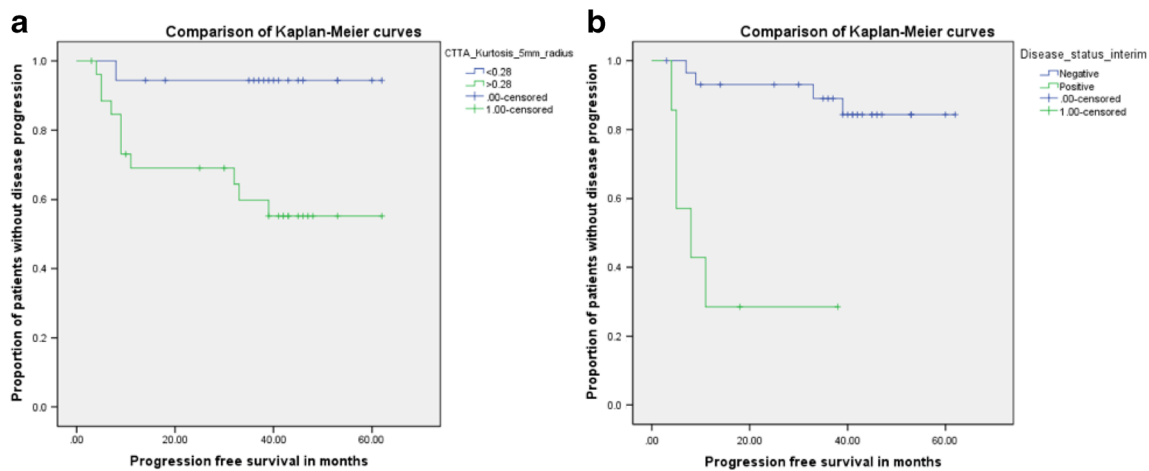 a
Comparison of Kaplan-Meier curves
Proportion of patients without disease progression
1.0
0.8
0.6
0.4
0.2
0.0
.00
20.00
40.00
60.00
Progression free survival in months
CTTA_Kurtosis_5mm_radius
<0.28
>0.28
.00-censored
1.00-censored
b
Comparison of Kaplan-Meier curves
Proportion of patients without disease progression
1.0
0.8
0.6
0.4
0.2
0.0
.00
20.00
40.00
60.00
Progression free survival in months
Disease_status_interim
Negative
Positive
.00-censored
1.00-censored